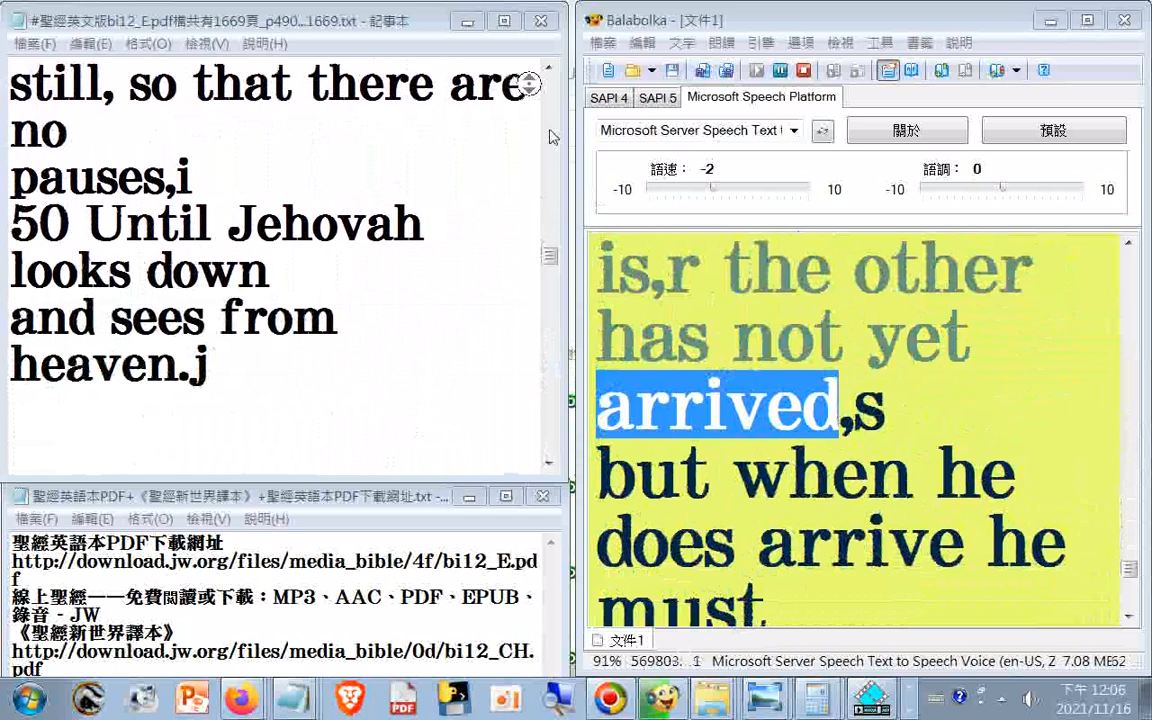 #聖經英文版bi12_E.pdf檔共有1669頁_p490...1669.txt - 記事本
檔案(F) 編輯(E) 格式(O) 檢視(V) 說明(H)
still, so that there are
no
pauses,i
50 Until Jehovah
looks down
and sees from
heaven.j
聖經英語本PDF+《聖經新世界譯本》+聖經英語本PDF下載網址.txt -...
檔案(F) 編輯(E) 格式(O) 檢視(V) 說明(H)
聖經英語本PDF下載網址
http://download.jw.org/files/media_bible/4f/bi12_E.pd
f
線上聖經——免費閱讀或下載：MP3、AAC、PDF、EPUB、
錄音 - JW
《聖經新世界譯本》
http://download.jw.org/files/media_bible/0d/bi12_CH.
pdf
Balabolka - [文件1]
檔案 編輯 文字 朗讀 引擎 選項 檢視 工具 書籤 說明
SAPI 4 SAPI 5 Microsoft Speech Platform
Microsoft Server Speech Text t
關於 預設
語速： -2 語調： 0
-10 10 -10 10
is,r the other
has not yet
arrived,s
but when he
does arrive he
must
文件1
91% 569803. . 1 Microsoft Server Speech Text to Speech Voice (en-US, Z 7.08 ME52
PDF
下午 12:06
2021/11/16